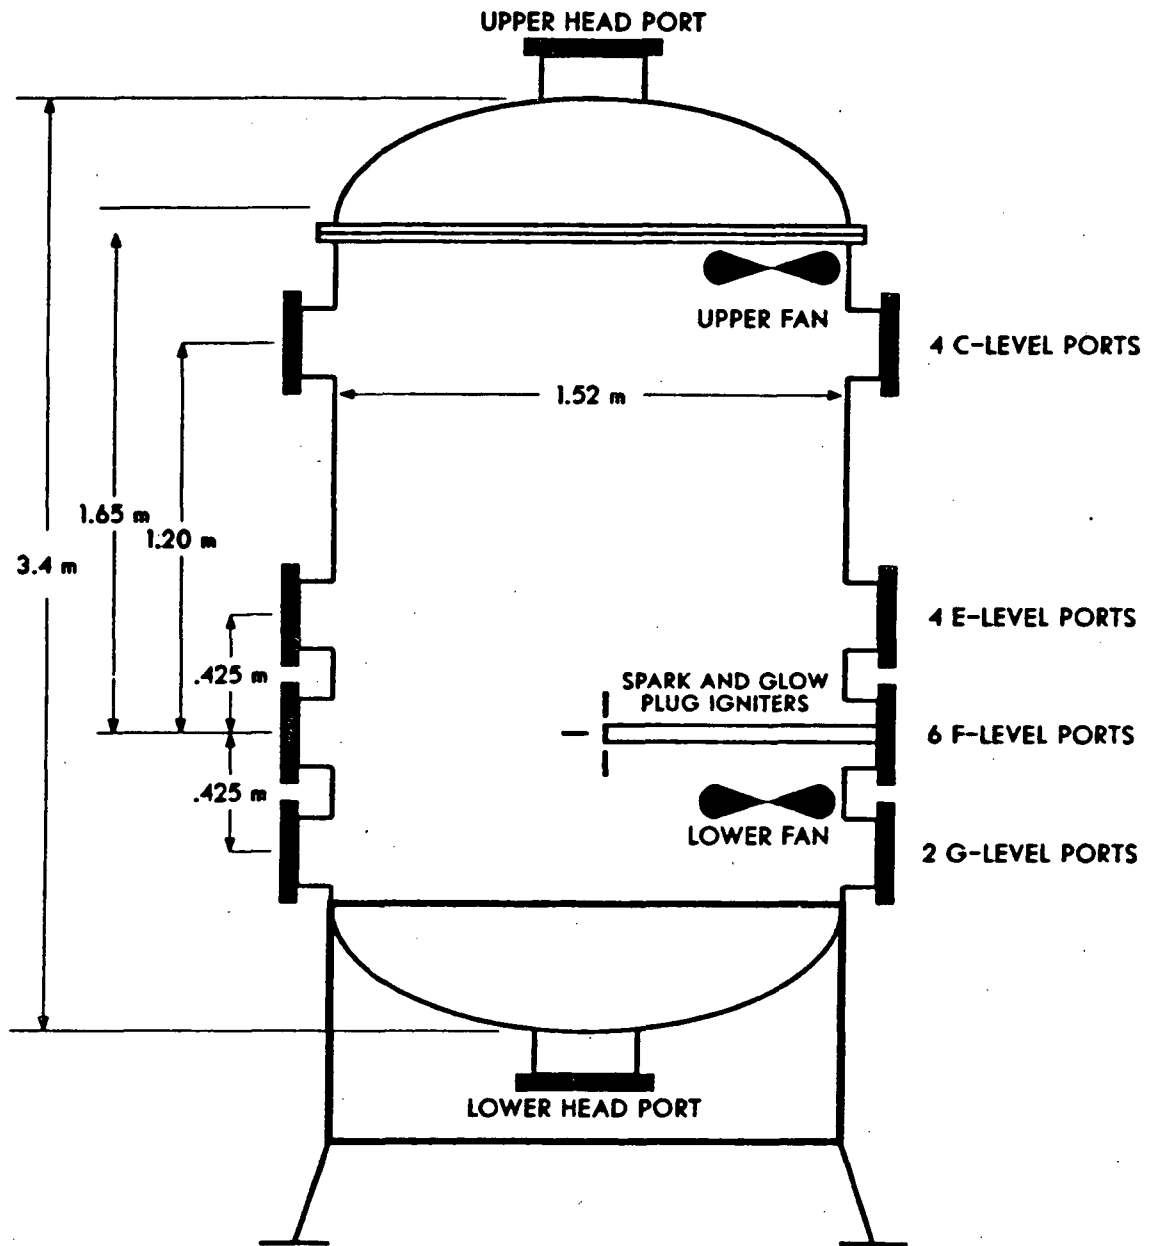 UPPER HEAD PORT
UPPER FAN
4 C-LEVEL PORTS
1.52 m
1.65 m
1.20 m
3.4 m
4 E-LEVEL PORTS
.425 m
SPARK AND GLOW
PLUG IGNITERS
6 F-LEVEL PORTS
.425 m
LOWER FAN
2 G-LEVEL PORTS
LOWER HEAD PORT